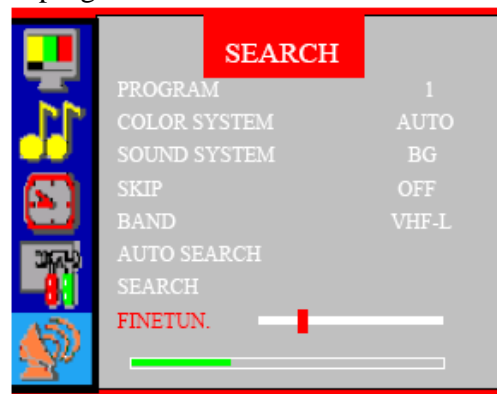 SEARCH
PROGRAM 1
COLOR SYSTEM AUTO
SOUND SYSTEM BG
SKIP OFF
BAND VHF-L
AUTO SEARCH
SEARCH
FINETUN.